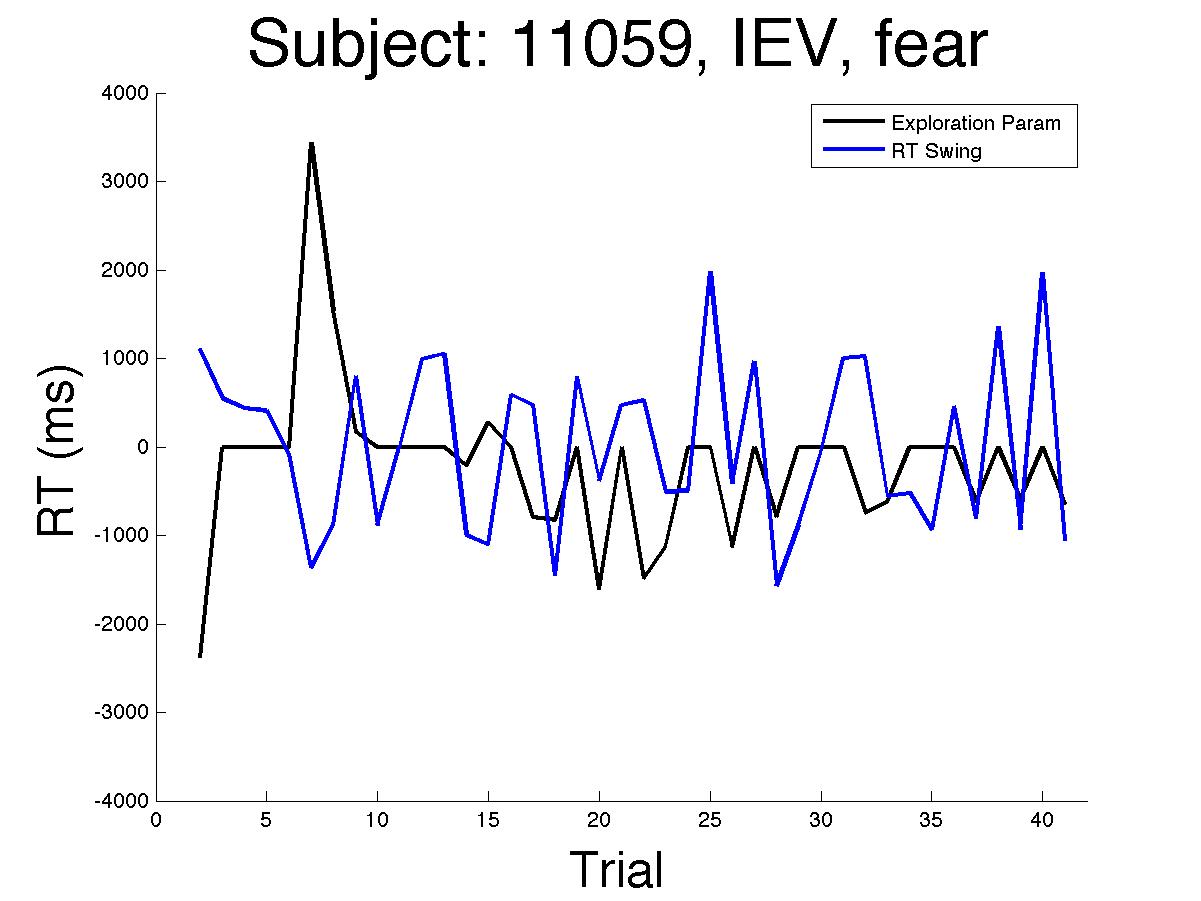 Subject: 11059, IEV, fear
Exploration Param
RT Swing
4000
3000
2000
1000
0
-1000
-2000
-3000
-4000
RT (ms)
0 5 10 15 20 25 30 35 40
Trial